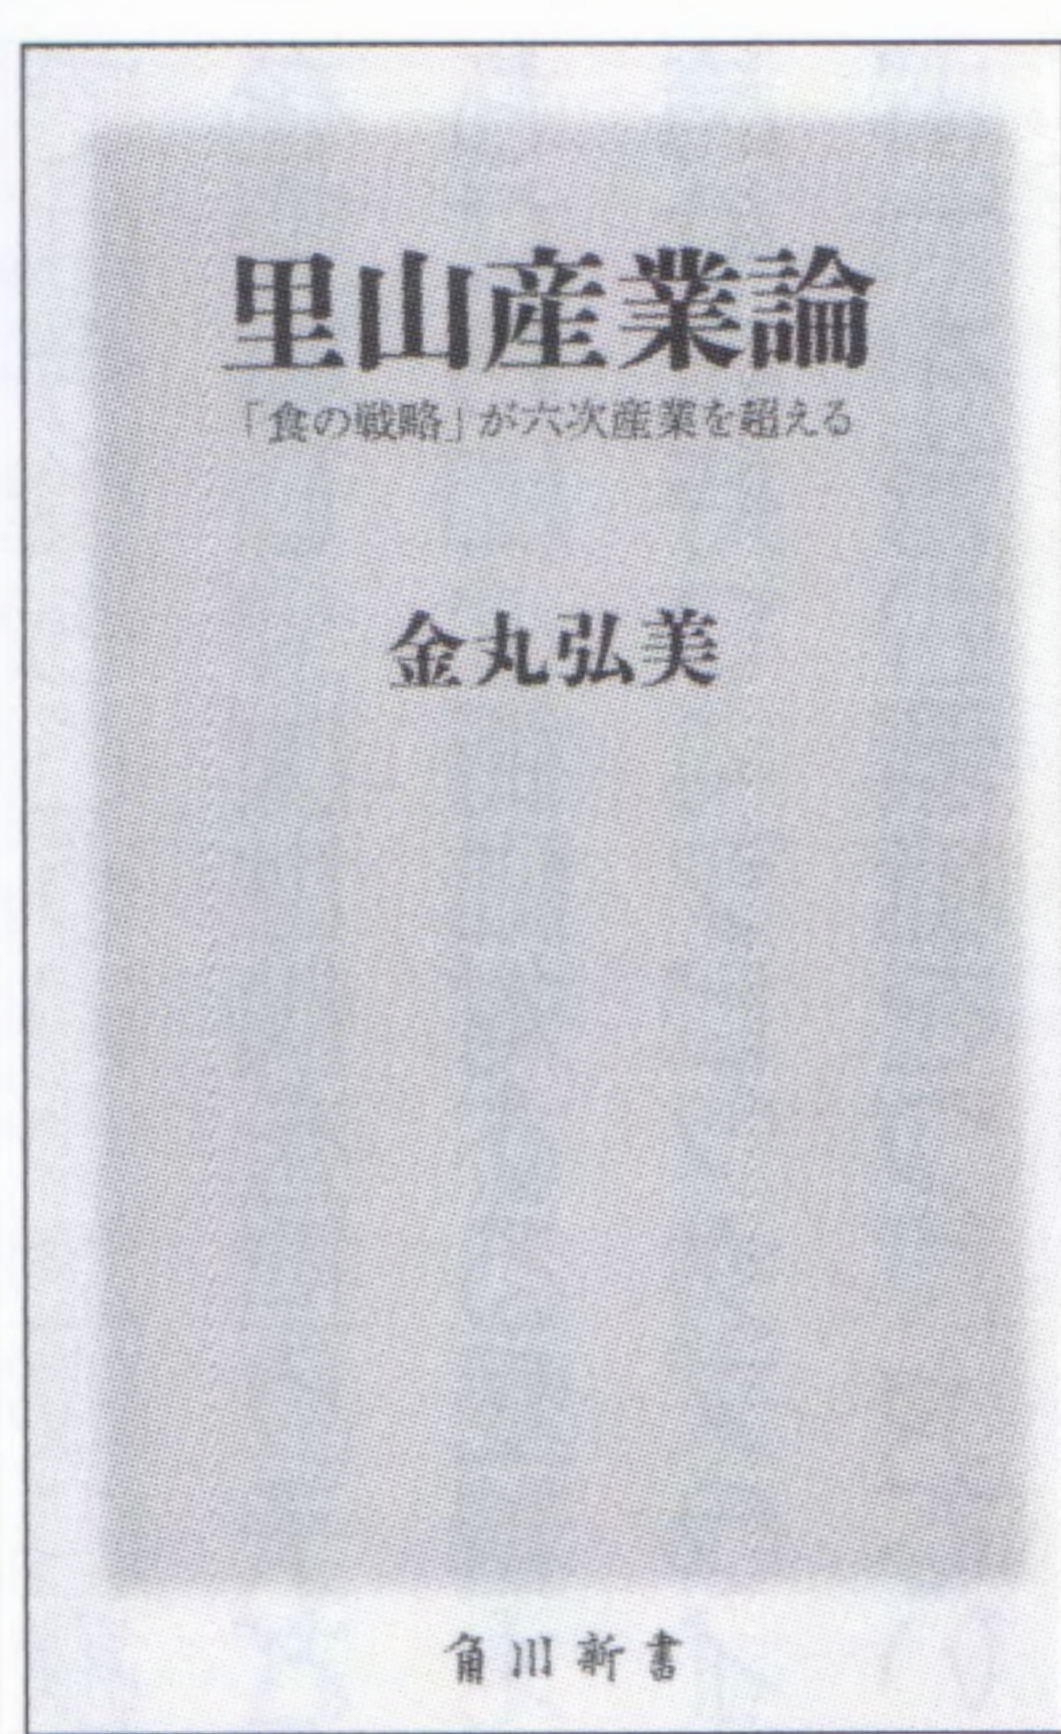 里山産業論
「食の戦略」が六次産業を超える
金丸弘美
角川新書